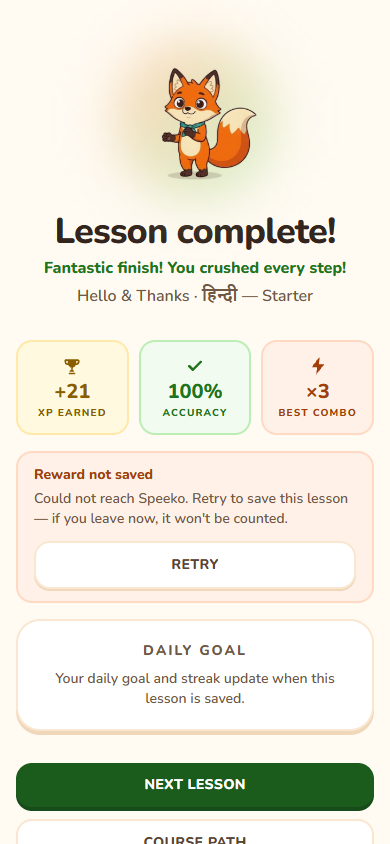 Lesson complete!
Fantastic finish! You crushed every step!
Hello & Thanks · हिन्दी — Starter
+21
XP EARNED
100%
ACCURACY
×3
BEST COMBO
Reward not saved
Could not reach Speeko. Retry to save this lesson
— if you leave now, it won't be counted.
RETRY
DAILY GOAL
Your daily goal and streak update when this
lesson is saved.
NEXT LESSON
COURSE PATH